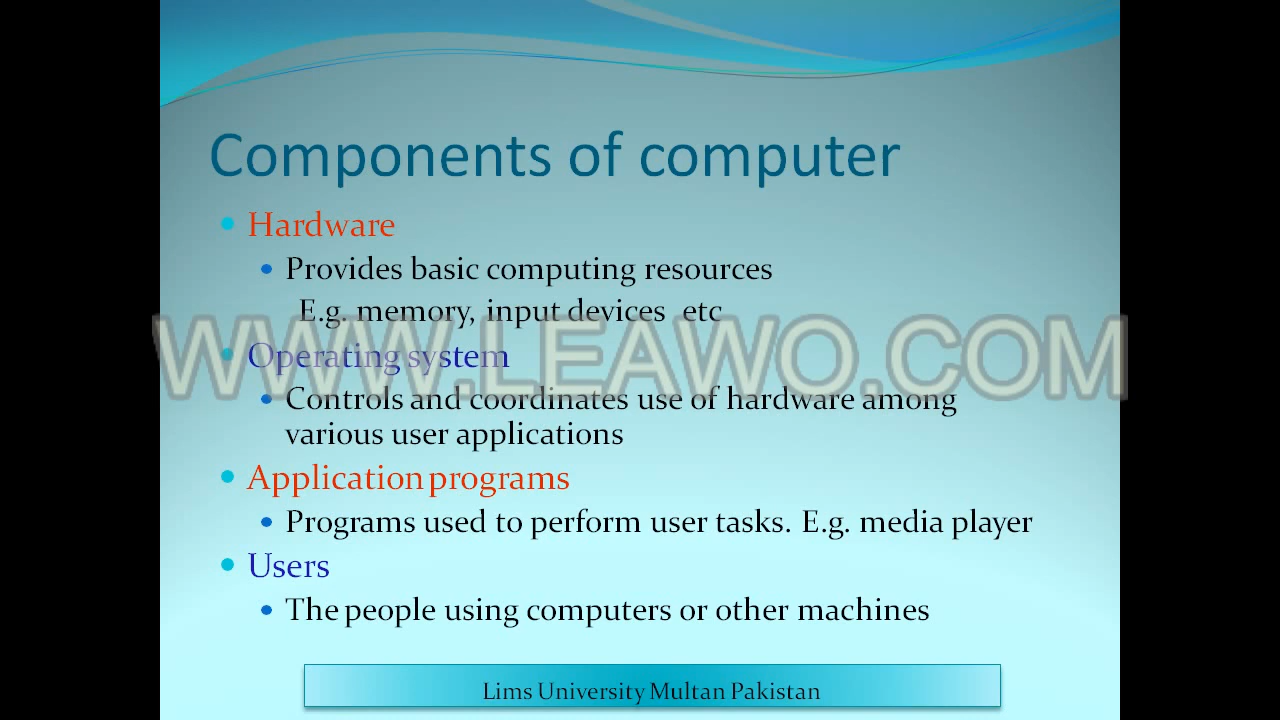 Components of computer
Hardware
Provides basic computing resources
E.g. memory, input devices etc
WWW.LEAWO.COM
Operating system
Controls and coordinates use of hardware among
various user applications
Application programs
Programs used to perform user tasks. E.g. media player
Users
The people using computers or other machines
Lims University Multan Pakistan